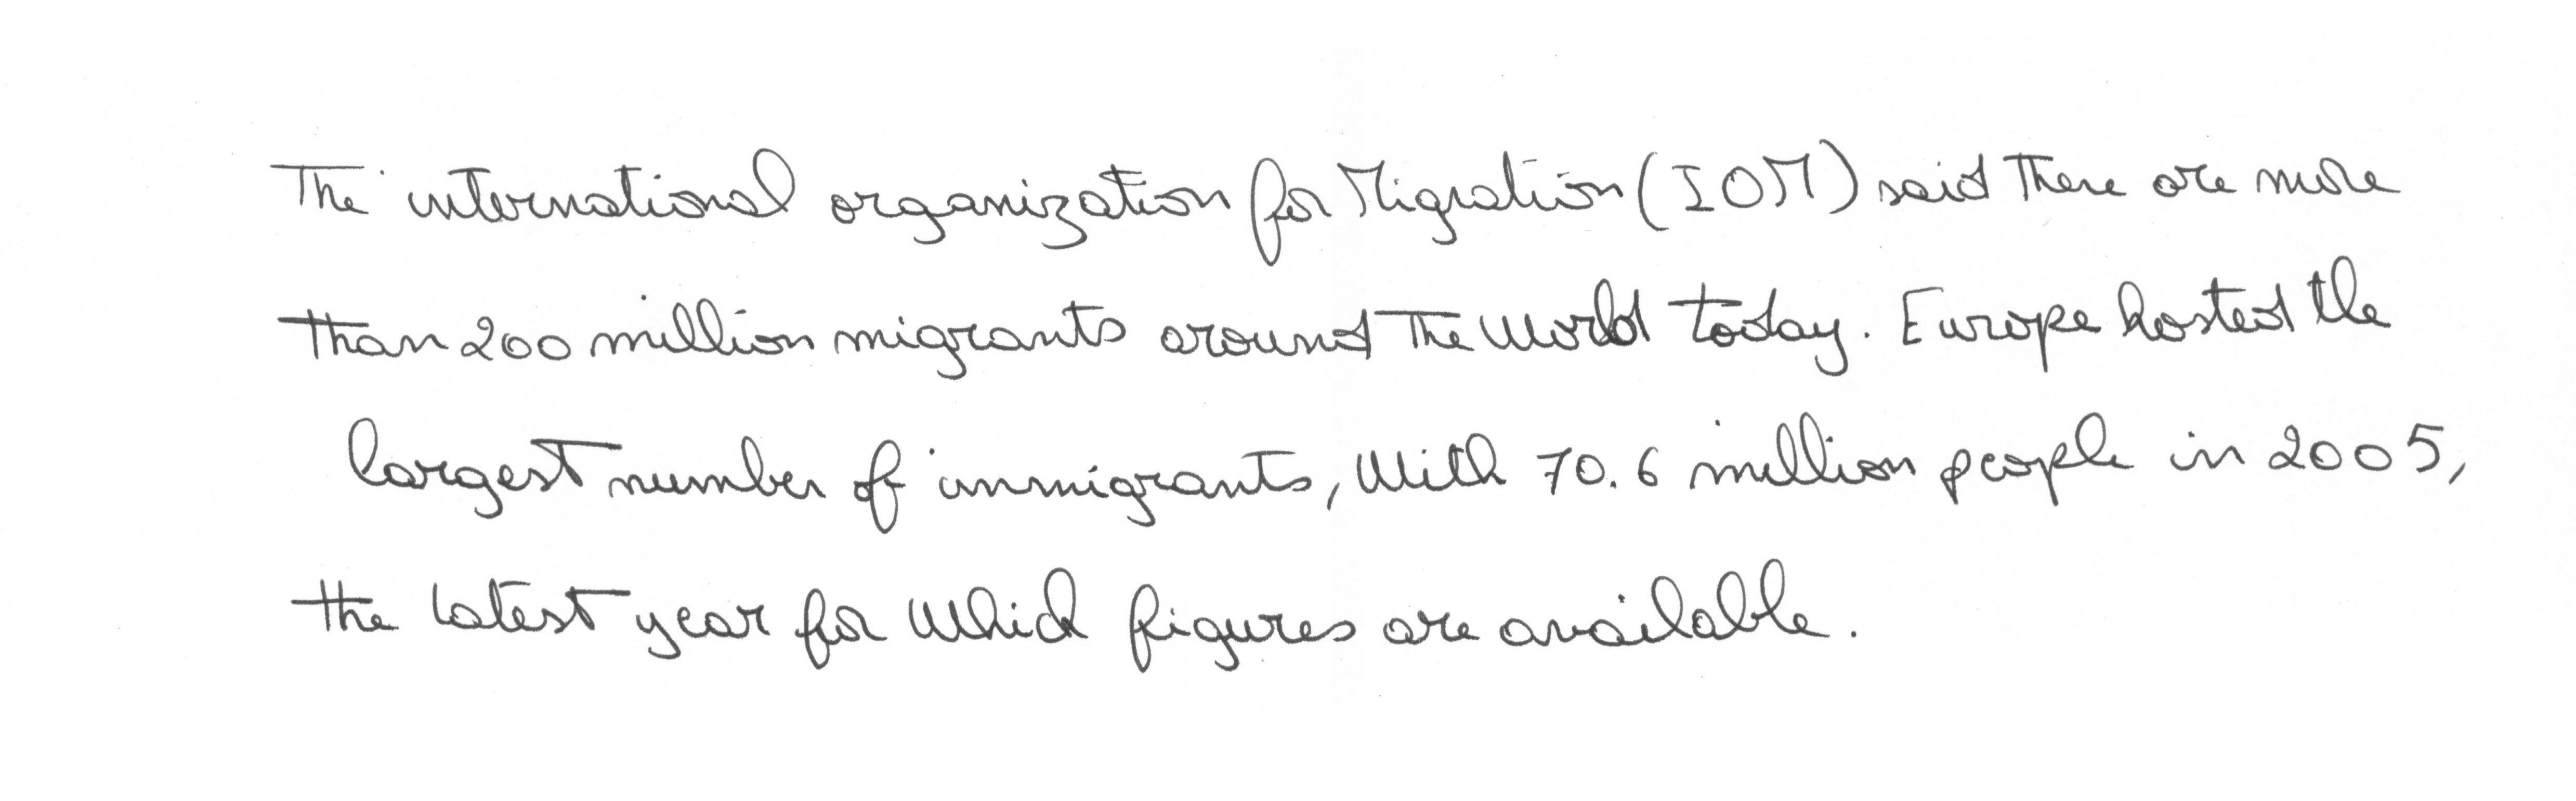 The international organization for Migration (IOM) said there are more
than 200 million migrants around the world today. Europe hosted the
largest number of immigrants, with 70.6 million people in 2005,
the latest year for which figures are available.